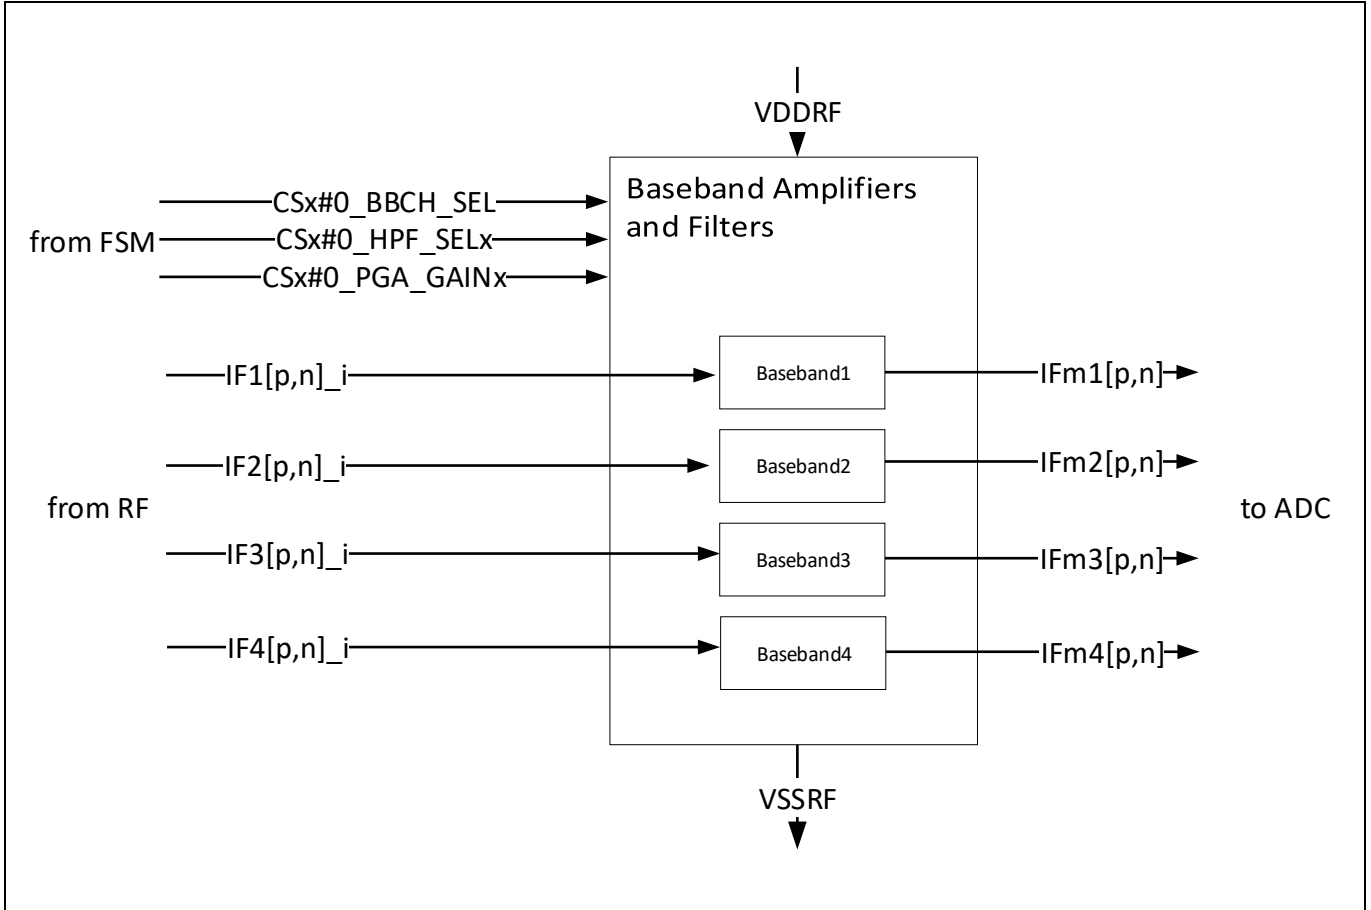 VDDRF
Baseband Amplifiers
and Filters
CSx#0_BBCH_SEL
from FSM
CSx#0_HPF_SELx
CSx#0_PGA_GAINx
IF1[p,n]_i
Baseband1
IFm1[p,n]
IF2[p,n]_i
Baseband2
IFm2[p,n]
from RF
to ADC
IF3[p,n]_i
Baseband3
IFm3[p,n]
IF4[p,n]_i
Baseband4
IFm4[p,n]
VSSRF